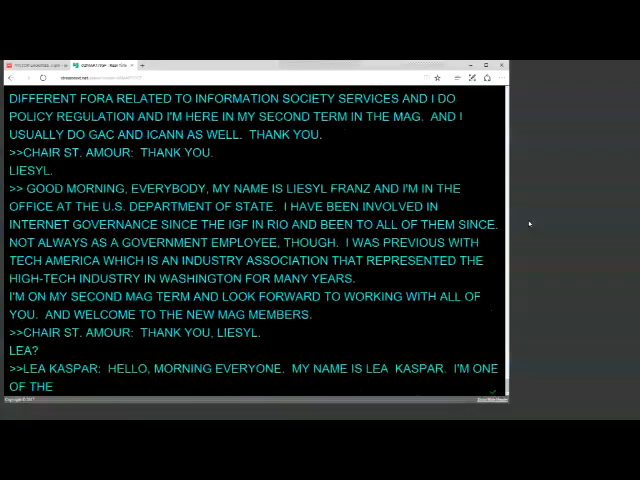 DIFFERENT FORA RELATED TO INFORMATION SOCIETY SERVICES AND I DO
POLICY REGULATION AND I'M HERE IN MY SECOND TERM IN THE MAG. AND I
USUALLY DO GAC AND ICANN AS WELL. THANK YOU.
>>CHAIR ST. AMOUR: THANK YOU.
LIESYL.
>> GOOD MORNING, EVERYBODY, MY NAME IS LIESYL FRANZ AND I'M IN THE
OFFICE AT THE U.S. DEPARTMENT OF STATE. I HAVE BEEN INVOLVED IN
INTERNET GOVERNANCE SINCE THE IGF IN RIO AND BEEN TO ALL OF THEM SINCE.
NOT ALWAYS AS A GOVERNMENT EMPLOYEE, THOUGH. I WAS PREVIOUS WITH
TECH AMERICA WHICH IS AN INDUSTRY ASSOCIATION THAT REPRESENTED THE
HIGH-TECH INDUSTRY IN WASHINGTON FOR MANY YEARS.
I'M ON MY SECOND MAG TERM AND LOOK FORWARD TO WORKING WITH ALL OF
YOU. AND WELCOME TO THE NEW MAG MEMBERS.
>>CHAIR ST. AMOUR: THANK YOU, LIESYL.
LEA?
>>LEA KASPAR: HELLO, MORNING EVERYONE. MY NAME IS LEA KASPAR. I'M ONE
OF THE